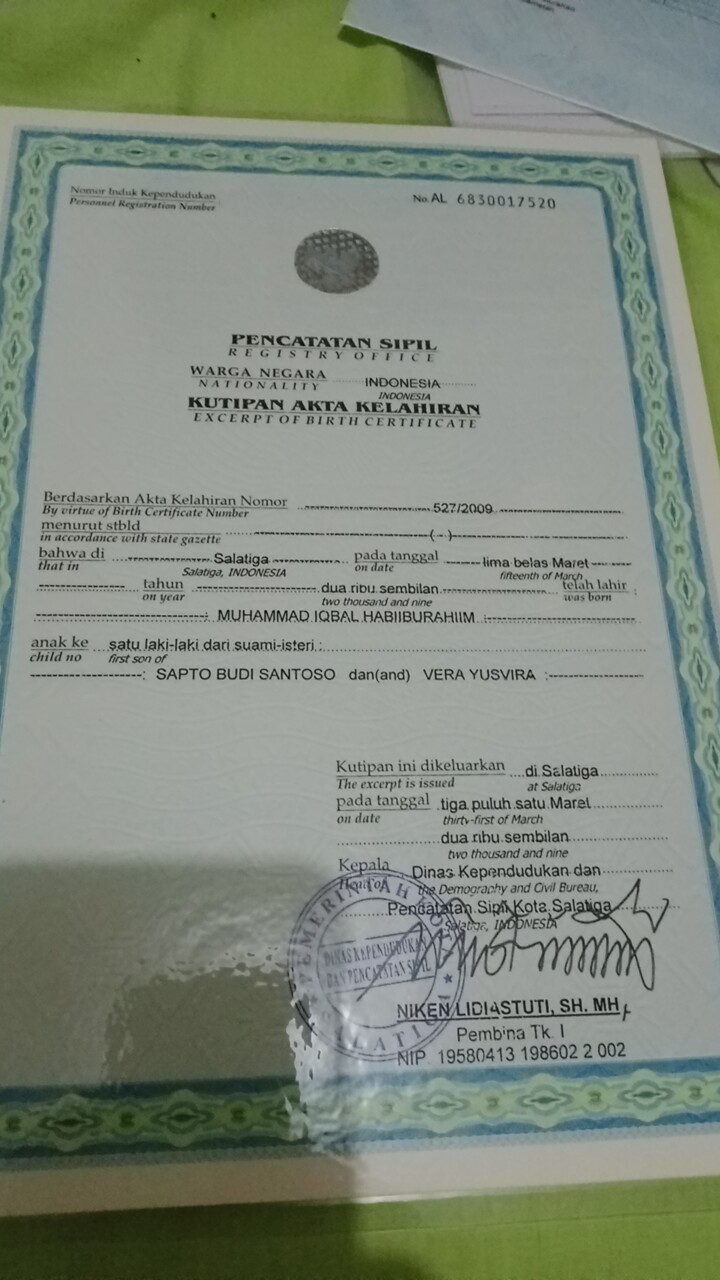 Nomor Induk Kependudukan
Personnel Registration Number
No. AL 6830017520
PENCATATAN SIPIL
REGISTRY OFFICE
WARGA NEGARA INDONESIA
NATIONALITY INDONESIA
KUTIPAN AKTA KELAHIRAN
EXCERPT OF BIRTH CERTIFICATE
Berdasarkan Akta Kelahiran Nomor 527/2009
By virtue of Birth Certificate Number
menurut stbld (-)
in accordance with state gazette
bahwa di Salatiga pada tanggal lima belas Maret
that in Salatiga, INDONESIA on date fifteenth of March
tahun dua ribu sembilan telah lahir :
on year two thousand and nine was born
: MUHAMMAD IQBAL HABIIBURAHIIM :
anak ke satu laki-laki dari suami-isteri :
child no first son of
: SAPTO BUDI SANTOSO dan(and) VERA YUSVIRA :
Kutipan ini dikeluarkan di Salatiga
The excerpt is issued at Salatiga
pada tanggal tiga puluh satu Maret
on date thirty-first of March
dua ribu sembilan
two thousand and nine
Kepala Dinas Kependudukan dan
Head of the Demography and Civil Bureau,
Pencatatan Sipil Kota Salatiga
Salatiga, INDONESIA
PEMERINTAH KOTA
DINAS KEPENDUDUKAN
DAN PENCATATAN SIPIL
SALATIGA
NIKEN LIDIASTUTI, SH. MH,
Pembina Tk. I
NIP. 19580413 198602 2 002